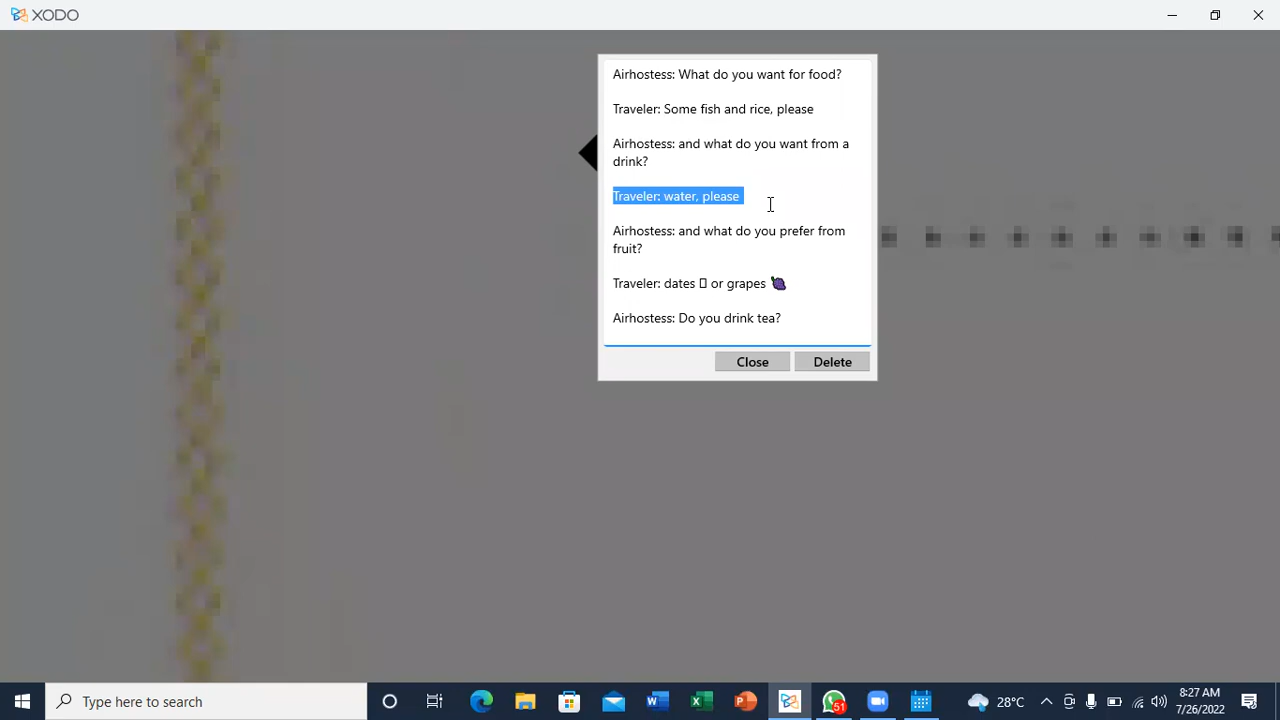 XODO
Airhostess: What do you want for food?
Traveler: Some fish and rice, please
Airhostess: and what do you want from a
drink?
Traveler: water, please
Airhostess: and what do you prefer from
fruit?
Traveler: dates or grapes 🍇
Airhostess: Do you drink tea?
Close Delete
Type here to search
51
28°C
8:27 AM
7/26/2022